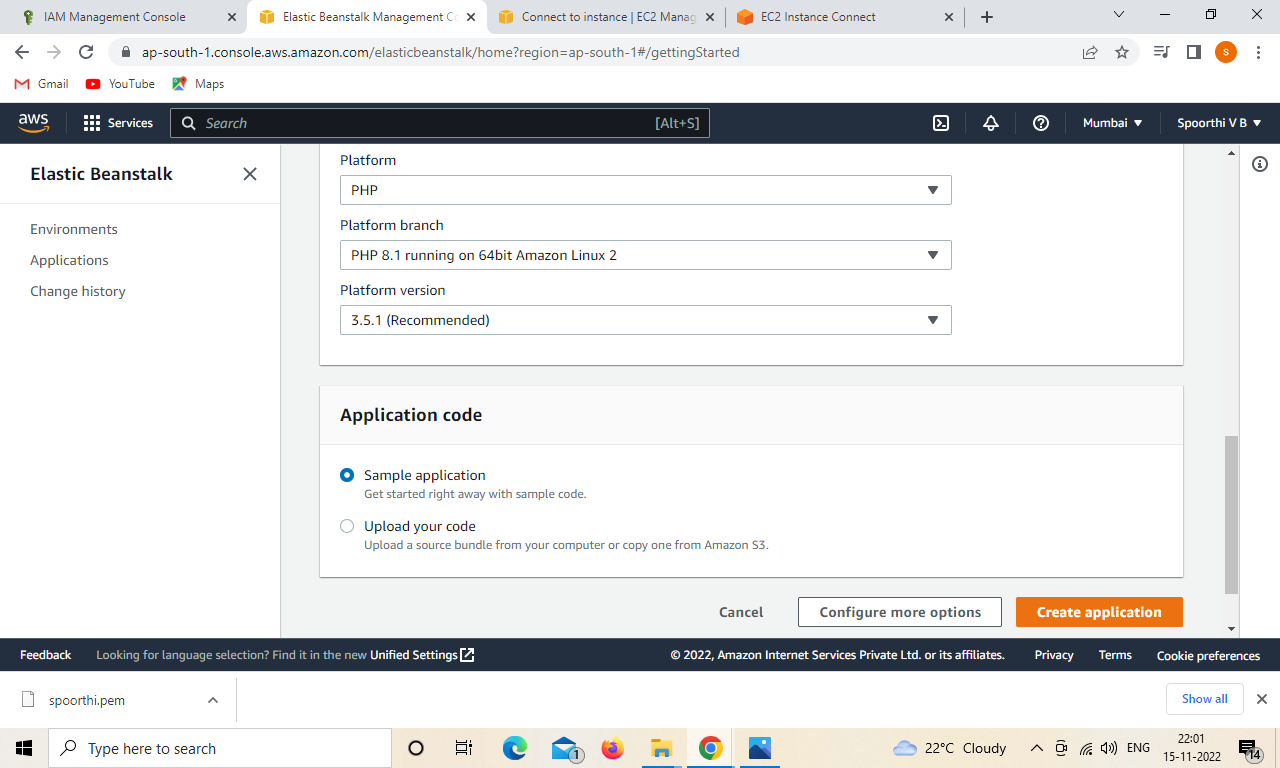 IAM Management Console
Elastic Beanstalk Management Co
Connect to instance | EC2 Manag
EC2 Instance Connect
ap-south-1.console.aws.amazon.com/elasticbeanstalk/home?region=ap-south-1#/gettingStarted
S
Gmail
YouTube
Maps
aws
Services
Search
[Alt+S]
Mumbai
Spoorthi V B
Elastic Beanstalk
Environments
Applications
Change history
Platform
PHP
Platform branch
PHP 8.1 running on 64bit Amazon Linux 2
Platform version
3.5.1 (Recommended)
Application code
Sample application
Get started right away with sample code.
Upload your code
Upload a source bundle from your computer or copy one from Amazon S3.
Cancel
Configure more options
Create application
Feedback
Looking for language selection? Find it in the new Unified Settings
© 2022, Amazon Internet Services Private Ltd. or its affiliates.
Privacy
Terms
Cookie preferences
spoorthi.pem
Show all
Type here to search
1
22°C Cloudy
ENG
22:01
15-11-2022
14